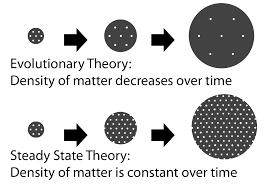 Evolutionary Theory:
Density of matter decreases over time
Steady State Theory:
Density of matter is constant over time